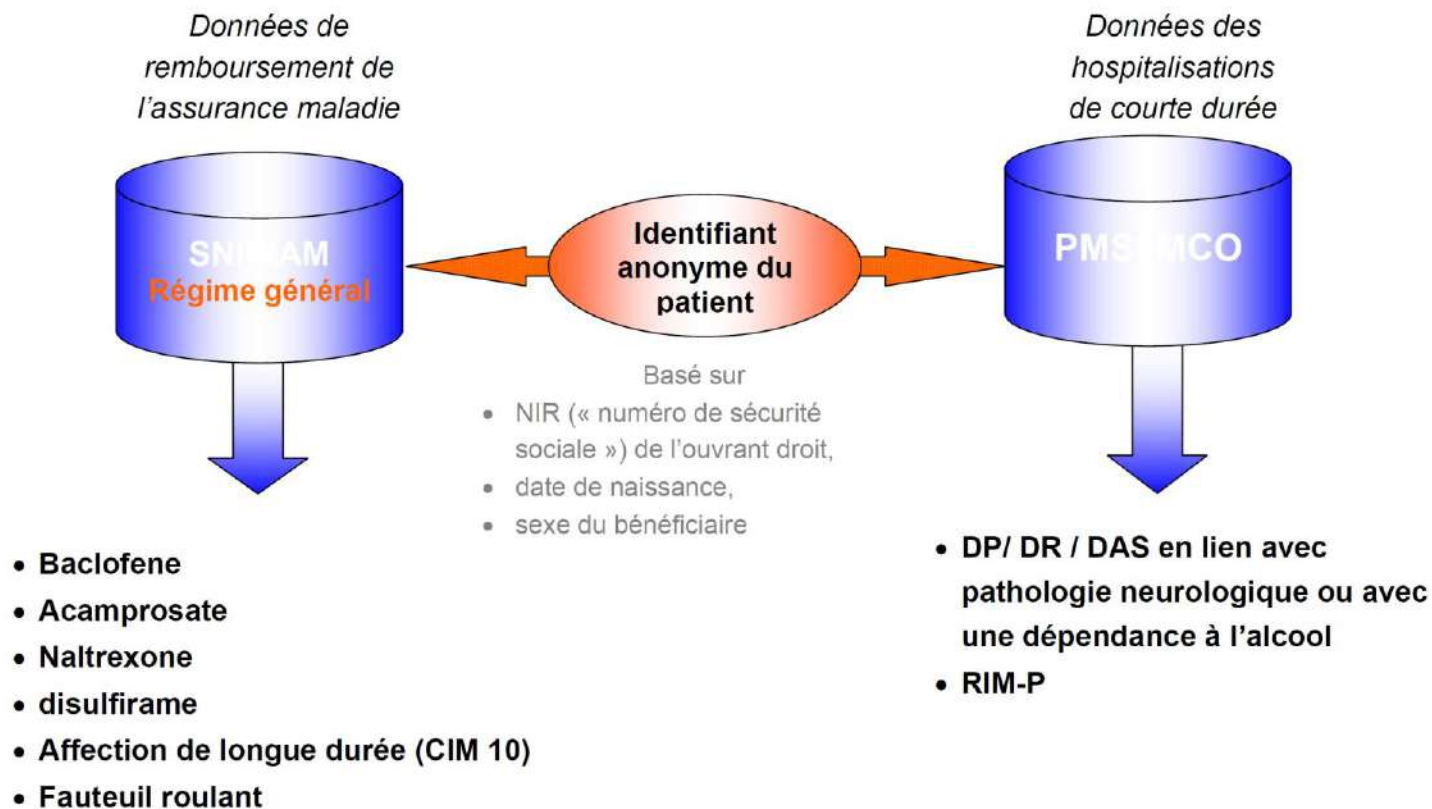 Données de
remboursement de
l'assurance maladie
Données des
hospitalisations
de courte durée
Régime général
Identifiant
anonyme du
patient
MCO
Basé sur
• NIR (« numéro de sécurité
sociale ») de l'ouvrant droit,
• date de naissance,
• sexe du bénéficiaire
• Baclofene
• Acamprosate
• Naltrexone
• disulfirame
• Affection de longue durée (CIM 10)
• Fauteuil roulant
• DP/ DR / DAS en lien avec
pathologie neurologique ou avec
une dépendance à l'alcool
• RIM-P